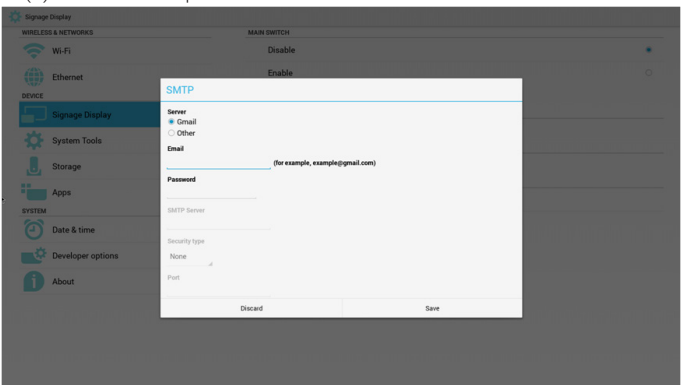 Signage Display
WIRELESS & NETWORKS
Wi-Fi
Ethernet
DEVICE
Signage Display
System Tools
Storage
Apps
SYSTEM
Date & time
Developer options
About
MAIN SWITCH
Disable
Enable
SMTP
Server
Gmail
Other
Email
(for example, example@gmail.com)
Password
SMTP Server
Security type
None
Port
Discard
Save